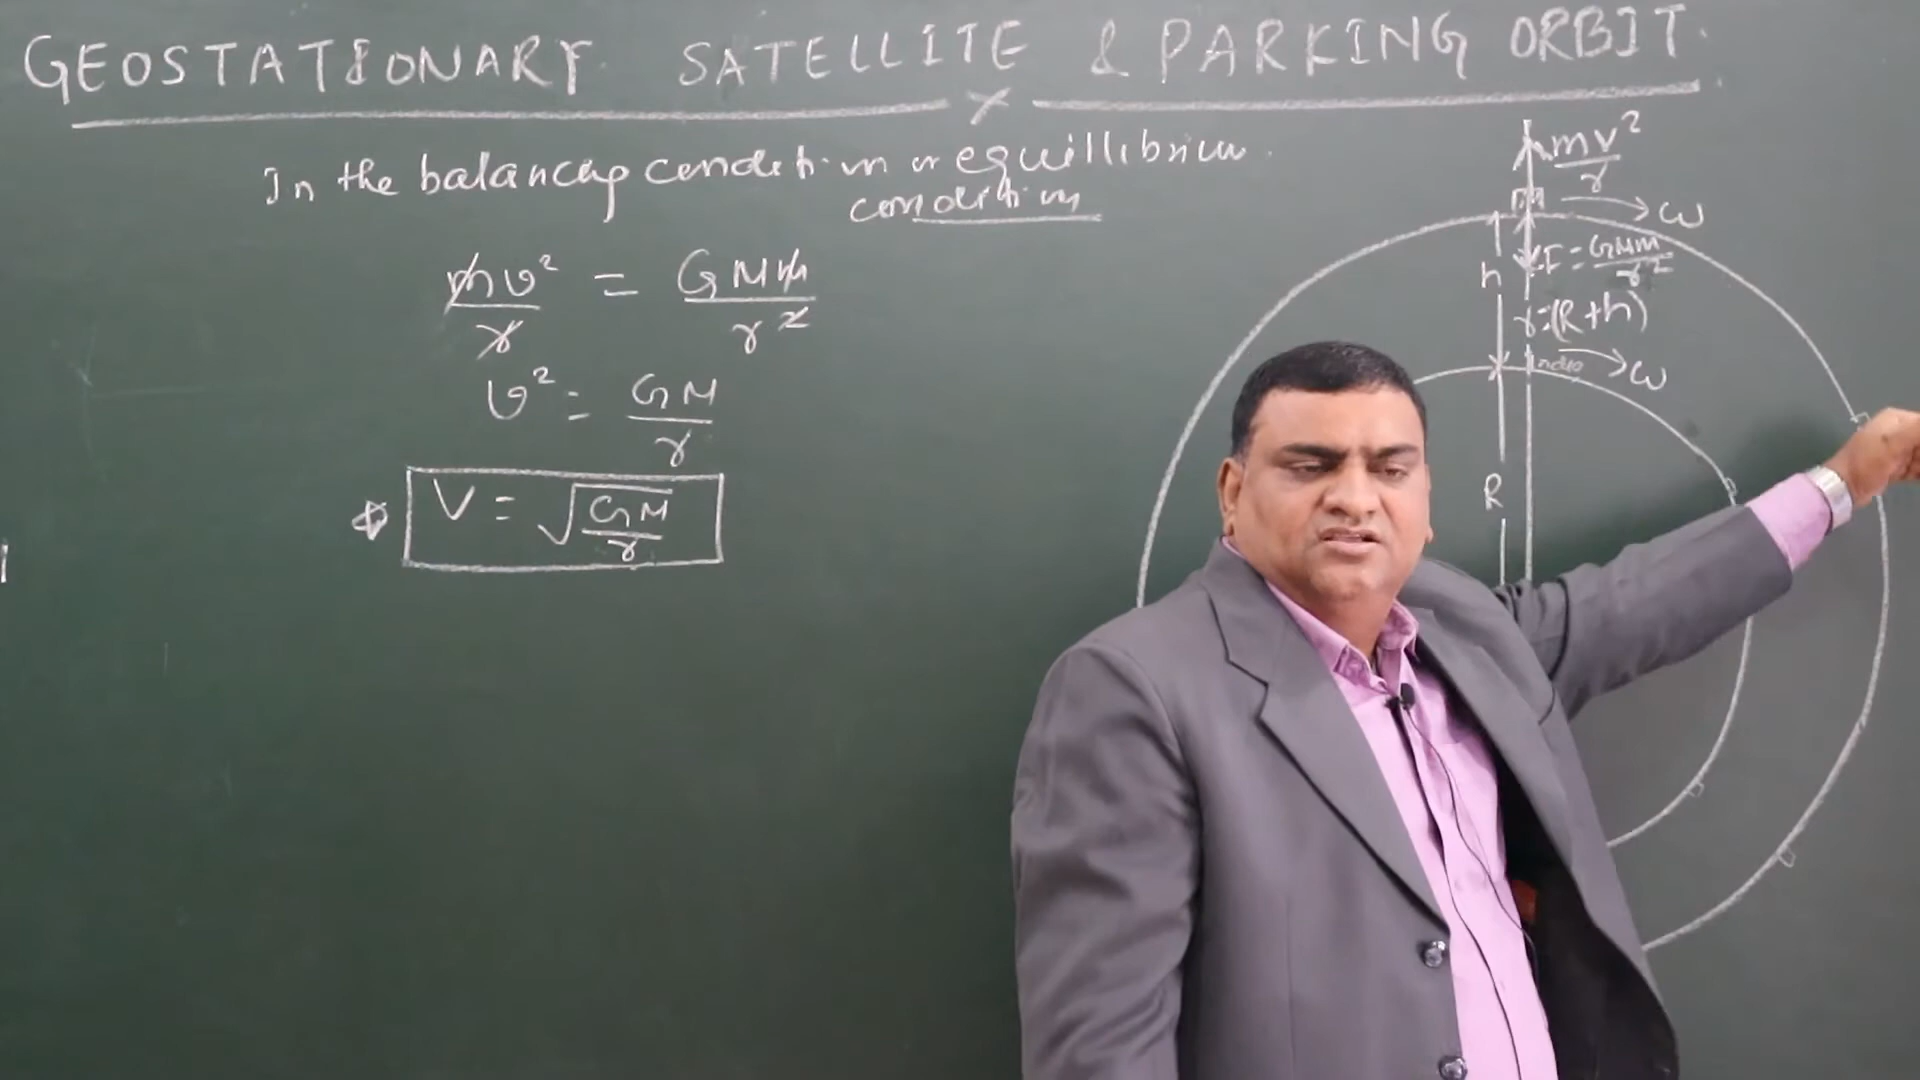 GEOSTATIONARY SATELLITE & PARKING ORBIT.
In the balancing condition or equillibrium
condition
mv² / r = GMm / r²
v² = GM / r
V = √(GM / r)
mv² / r
ω
h
F = GMm / r²
r = (R+h)
India
ω
R